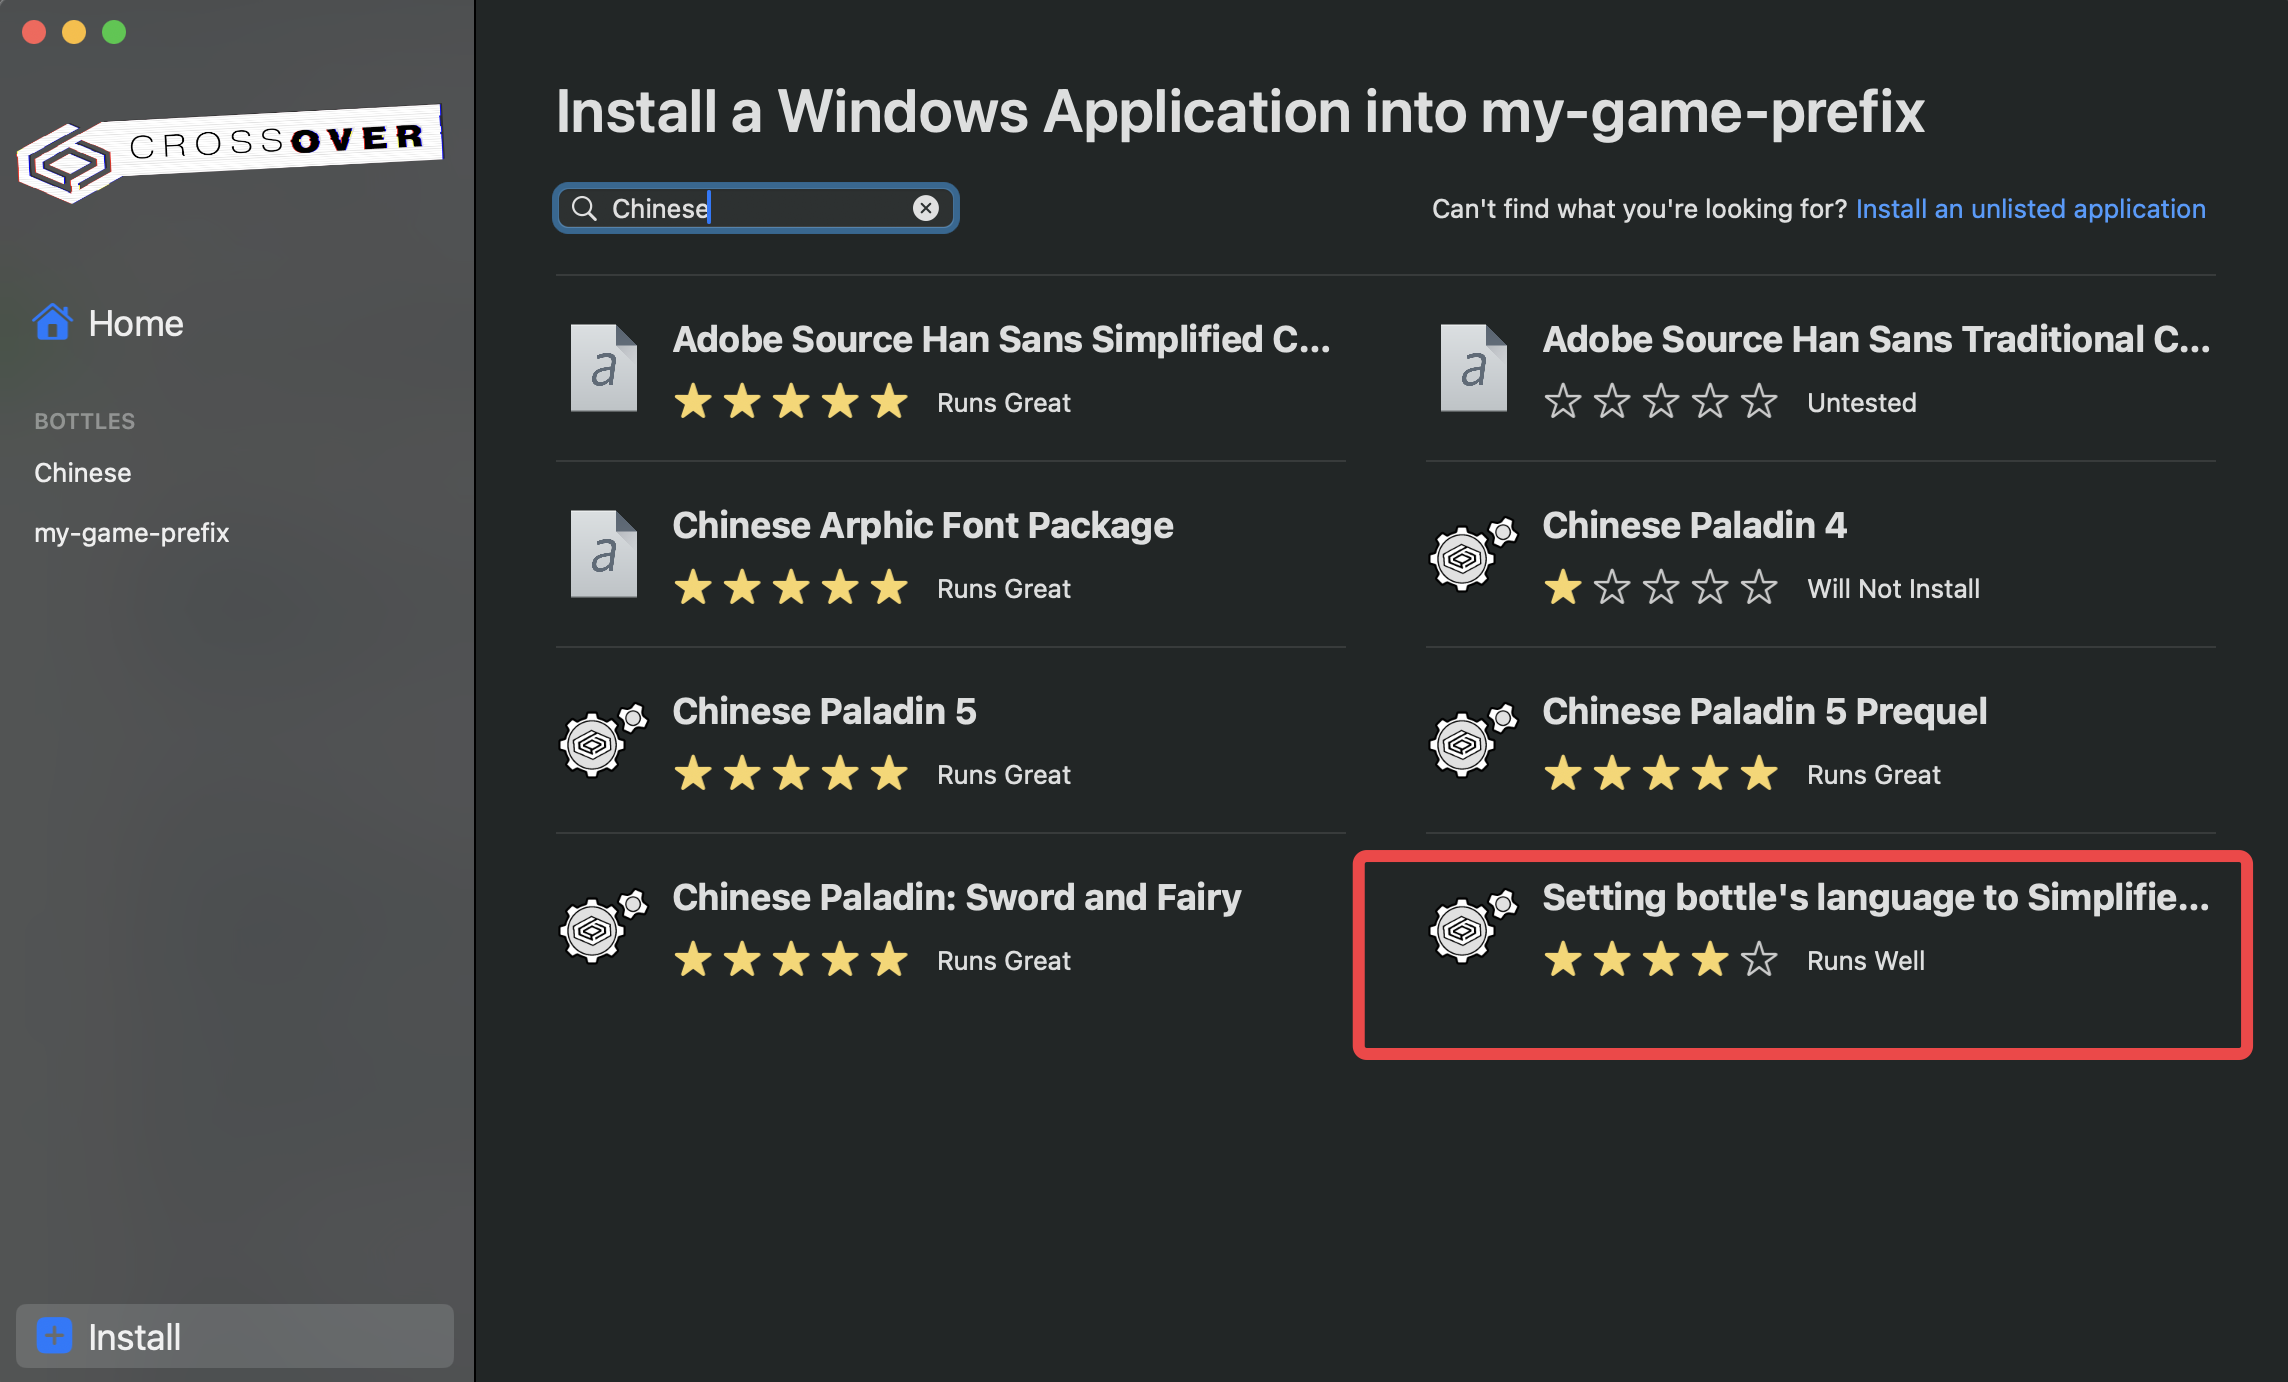 CROSSOVER
Home
BOTTLES
Chinese
my-game-prefix
Install
Install a Windows Application into my-game-prefix
Chinese
Can't find what you're looking for? Install an unlisted application
Adobe Source Han Sans Simplified C...
Runs Great
Adobe Source Han Sans Traditional C...
Untested
Chinese Arphic Font Package
Runs Great
Chinese Paladin 4
Will Not Install
Chinese Paladin 5
Runs Great
Chinese Paladin 5 Prequel
Runs Great
Chinese Paladin: Sword and Fairy
Runs Great
Setting bottle's language to Simplifie...
Runs Well